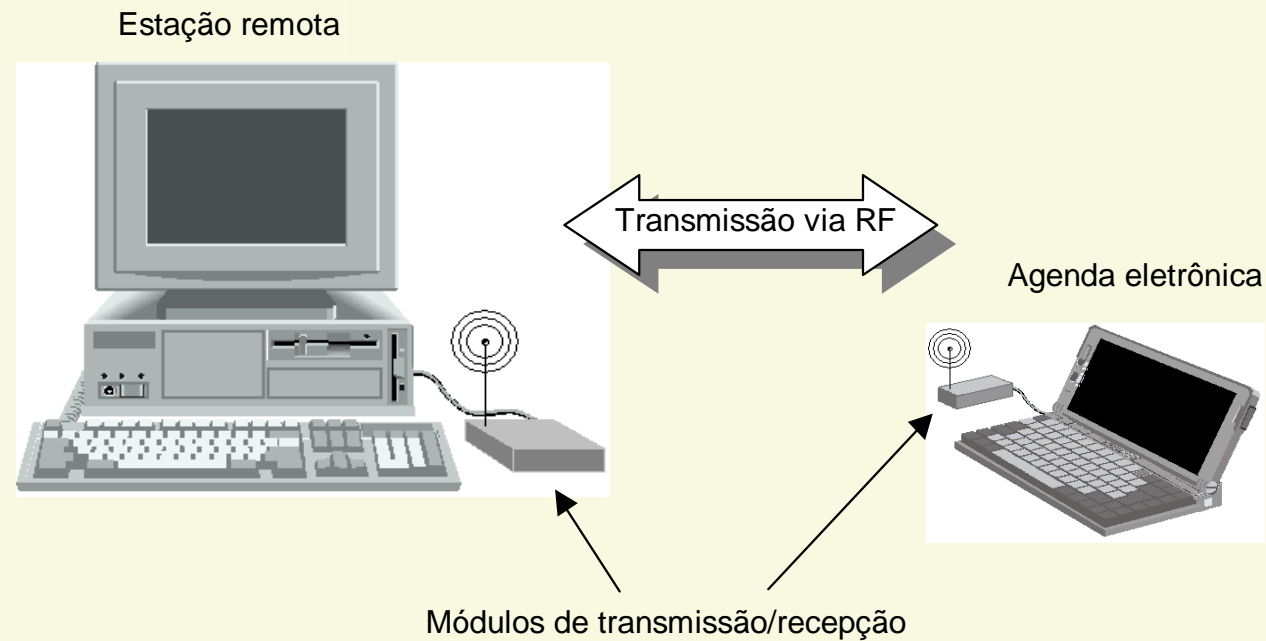 Estação remota
Transmissão via RF
Agenda eletrônica
Módulos de transmissão/recepção